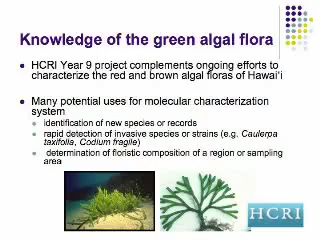 Knowledge of the green algal flora
HCRI Year 9 project complements ongoing efforts to
characterize the red and brown algal floras of Hawai'i
Many potential uses for molecular characterization
system
identification of new species or records
rapid detection of invasive species or strains (e.g. Caulerpa
taxifolia, Codium fragile)
determination of floristic composition of a region or sampling
area
HCRI